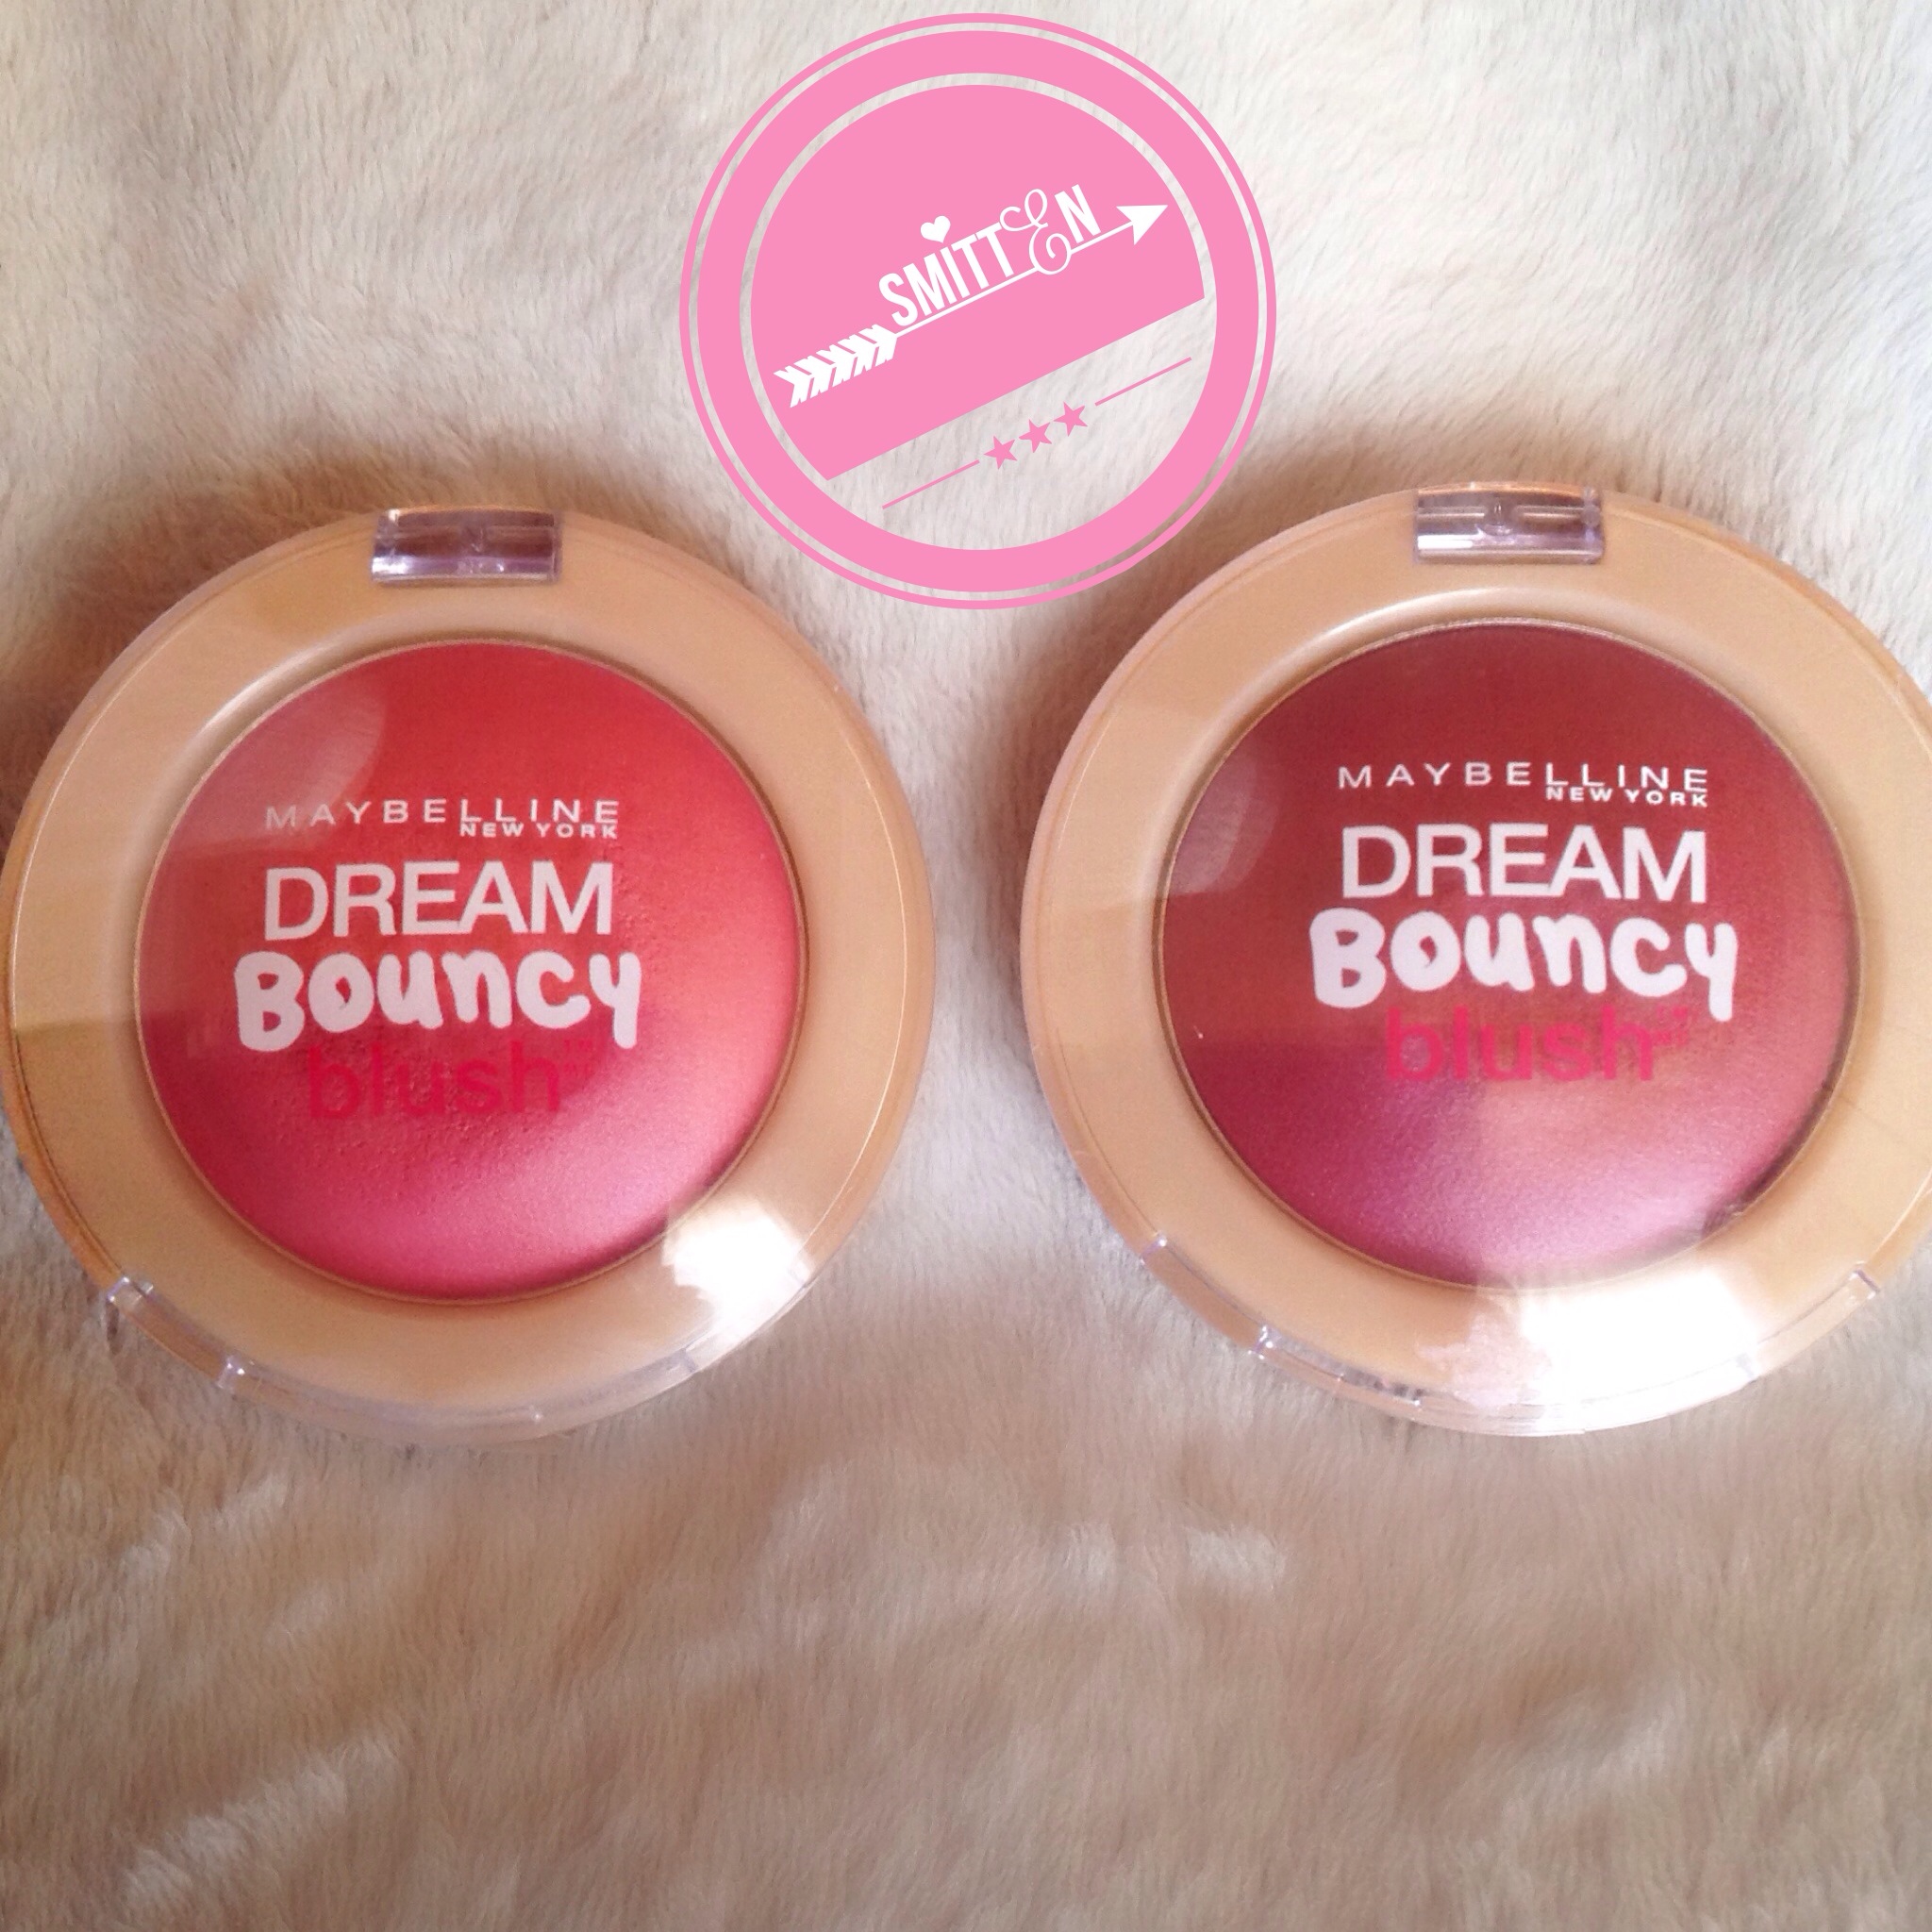 SMITTEN
MAYBELLINE
NEW YORK
DREAM
Bouncy
blush
MAYBELLINE
NEW YORK
DREAM
Bouncy
blush